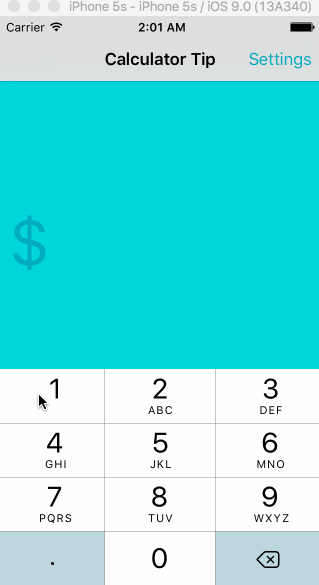 iPhone 5s - iPhone 5s / iOS 9.0 (13A340)
Carrier 2:01 AM
Calculator Tip Settings
$
1 2 3
ABC DEF
4 5 6
GHI JKL MNO
7 8 9
PQRS TUV WXYZ
. 0